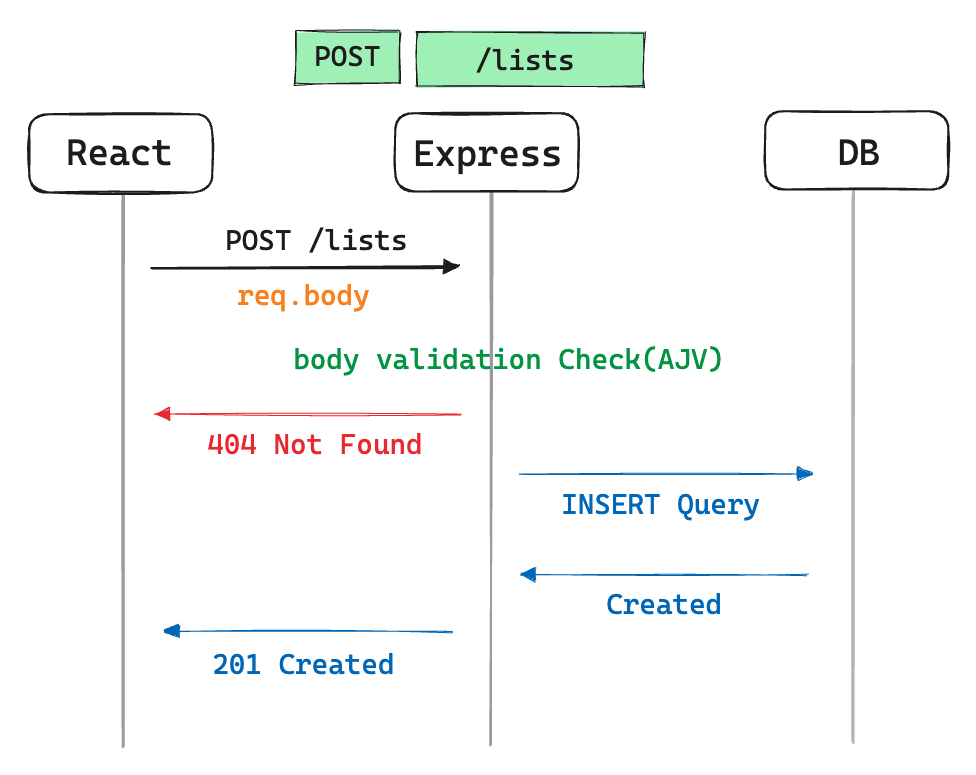 POST
/lists
React
Express
DB
POST /lists
req.body
body validation Check(AJV)
404 Not Found
INSERT Query
Created
201 Created